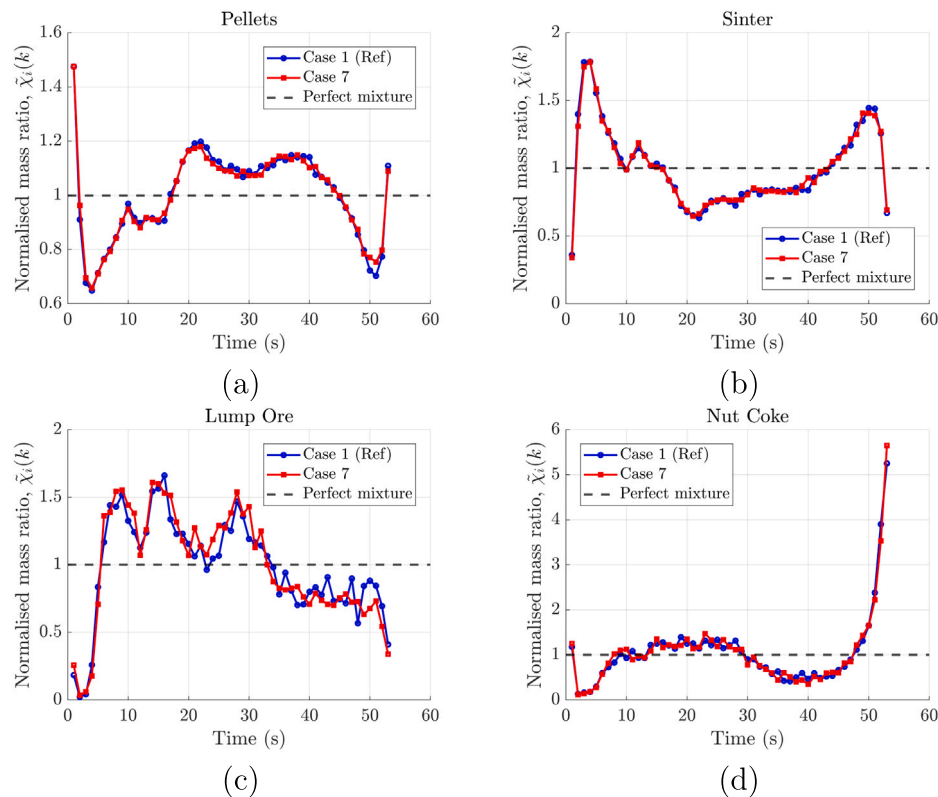 Pellets
Normalised mass ratio, χ̃ᵢ(k)
1.6
1.4
1.2
1
0.8
0.6
0 10 20 30 40 50 60
Time (s)
Case 1 (Ref)
Case 7
Perfect mixture
(a)
Sinter
Normalised mass ratio, χ̃ᵢ(k)
2
1.5
1
0.5
0
0 10 20 30 40 50 60
Time (s)
Case 1 (Ref)
Case 7
Perfect mixture
(b)
Lump Ore
Normalised mass ratio, χ̃ᵢ(k)
2
1.5
1
0.5
0
0 10 20 30 40 50 60
Time (s)
Case 1 (Ref)
Case 7
Perfect mixture
(c)
Nut Coke
Normalised mass ratio, χ̃ᵢ(k)
6
5
4
3
2
1
0
0 10 20 30 40 50 60
Time (s)
Case 1 (Ref)
Case 7
Perfect mixture
(d)